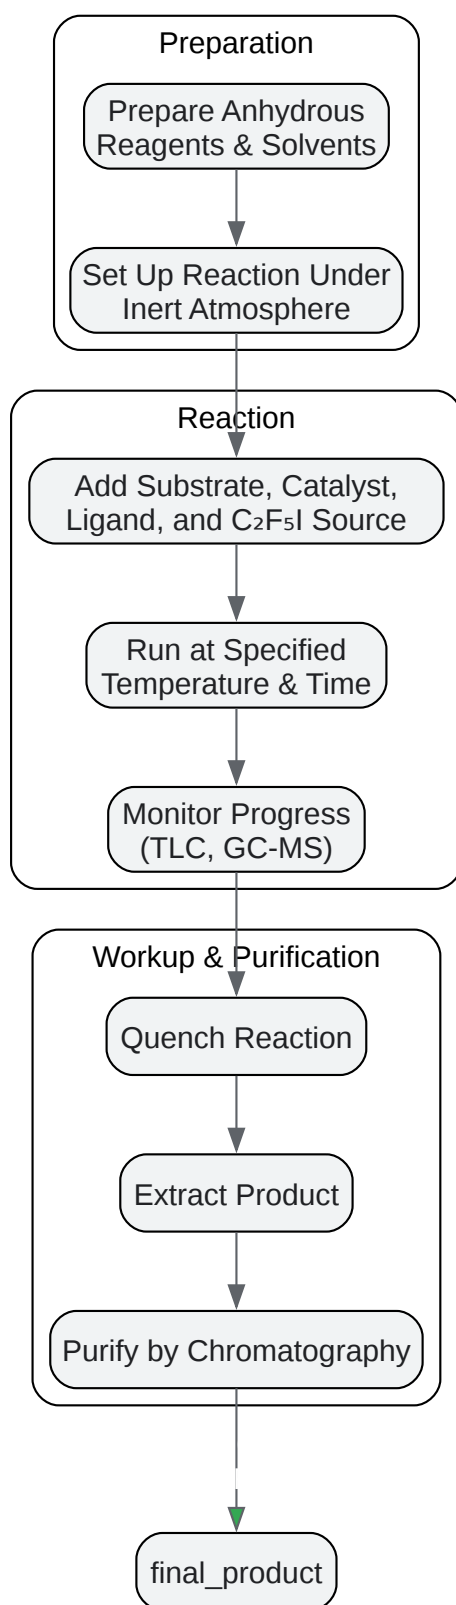 Preparation
Prepare Anhydrous
Reagents & Solvents
Set Up Reaction Under
Inert Atmosphere
Reaction
Add Substrate, Catalyst,
Ligand, and C₂F₅I Source
Run at Specified
Temperature & Time
Monitor Progress
(TLC, GC-MS)
Workup & Purification
Quench Reaction
Extract Product
Purify by Chromatography
final_product